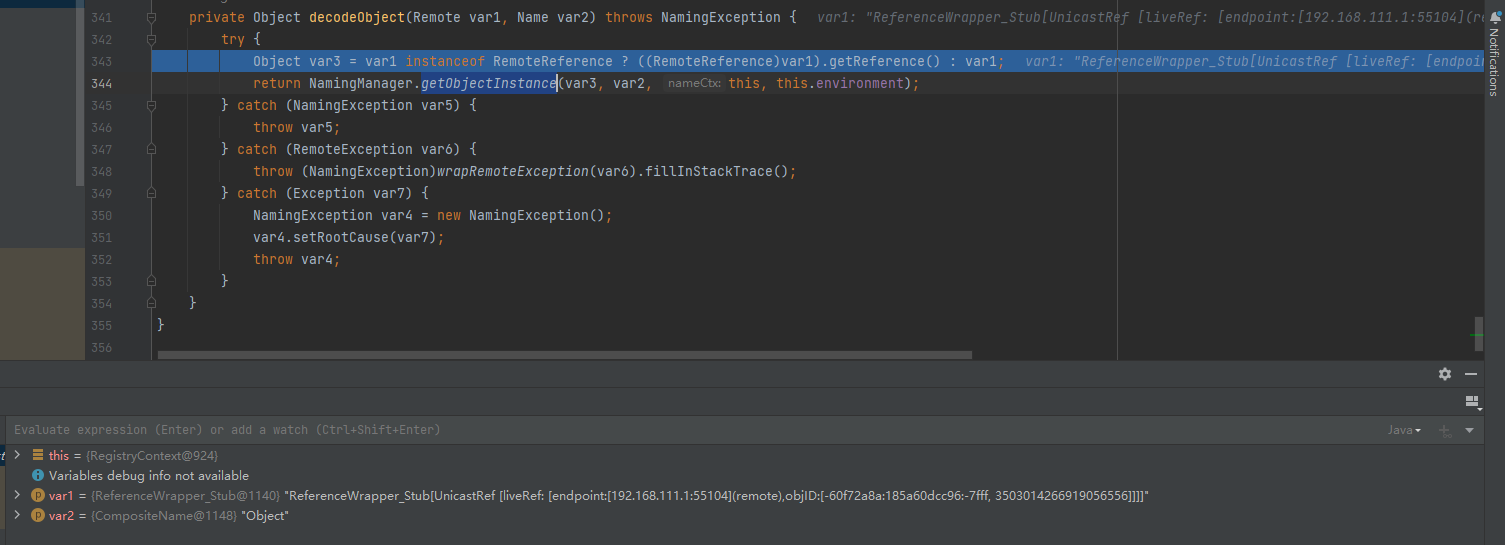 341 private Object decodeObject(Remote var1, Name var2) throws NamingException { var1: "ReferenceWrapper_Stub[UnicastRef [liveRef: [endpoint:[192.168.111.1:55104](re
342 try {
343 Object var3 = var1 instanceof RemoteReference ? ((RemoteReference)var1).getReference() : var1; var1: "ReferenceWrapper_Stub[UnicastRef [liveRef: [endpoin
344 return NamingManager.getObjectInstance(var3, var2, nameCtx: this, this.environment);
345 } catch (NamingException var5) {
346 throw var5;
347 } catch (RemoteException var6) {
348 throw (NamingException)wrapRemoteException(var6).fillInStackTrace();
349 } catch (Exception var7) {
350 NamingException var4 = new NamingException();
351 var4.setRootCause(var7);
352 throw var4;
353 }
354 }
355 }
356
Notifications
Evaluate expression (Enter) or add a watch (Ctrl+Shift+Enter)
Java
this = {RegistryContext@924}
Variables debug info not available
var1 = {ReferenceWrapper_Stub@1140} "ReferenceWrapper_Stub[UnicastRef [liveRef: [endpoint:[192.168.111.1:55104](remote),objID:[-60f72a8a:185a60dcc96:-7fff, 3503014266919056556]]]]"
var2 = {CompositeName@1148} "Object"